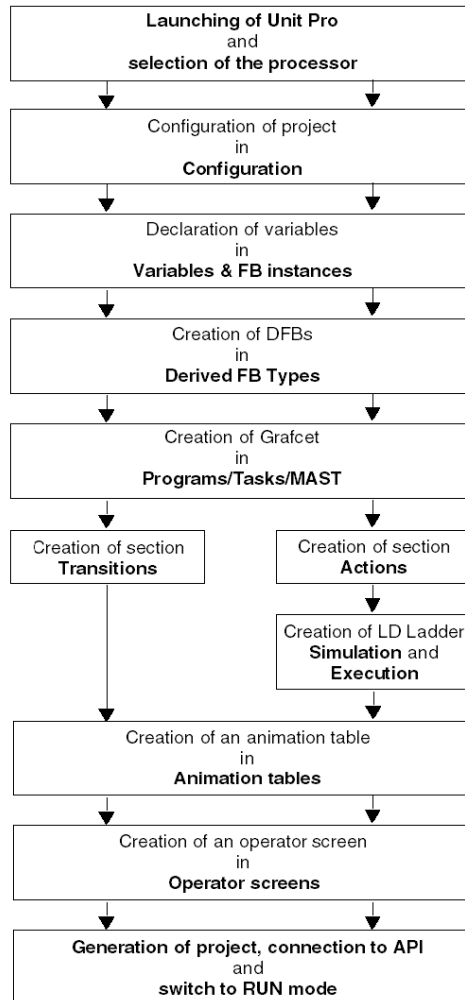 Launching of Unit Pro
and
selection of the processor
Configuration of project
in
Configuration
Declaration of variables
in
Variables & FB instances
Creation of DFBs
in
Derived FB Types
Creation of Grafcet
in
Programs/Tasks/MAST
Creation of section
Transitions
Creation of section
Actions
Creation of LD Ladder
Simulation and
Execution
Creation of an animation table
in
Animation tables
Creation of an operator screen
in
Operator screens
Generation of project, connection to API
and
switch to RUN mode